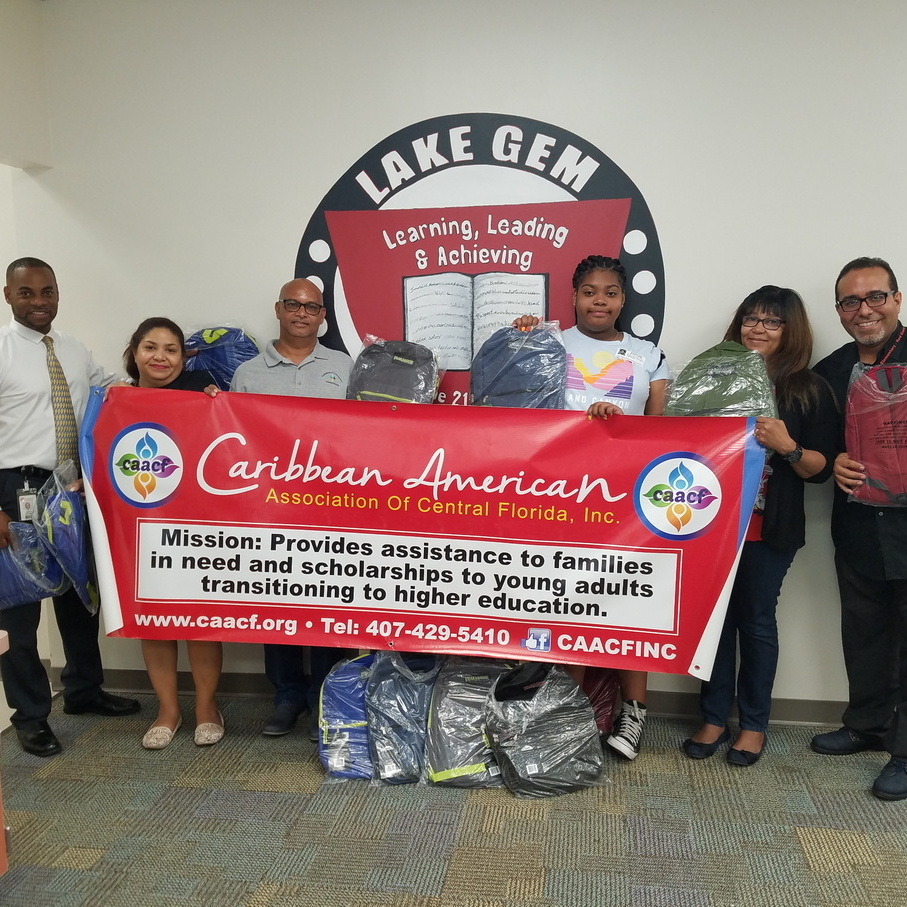 LAKE GEM
Learning, Leading
& Achieving
Caribbean American
Association Of Central Florida, Inc.
caacf
caacf
Mission: Provides assistance to families
in need and scholarships to young adults
transitioning to higher education.
www.caacf.org • Tel: 407-429-5410 f CAACFINC